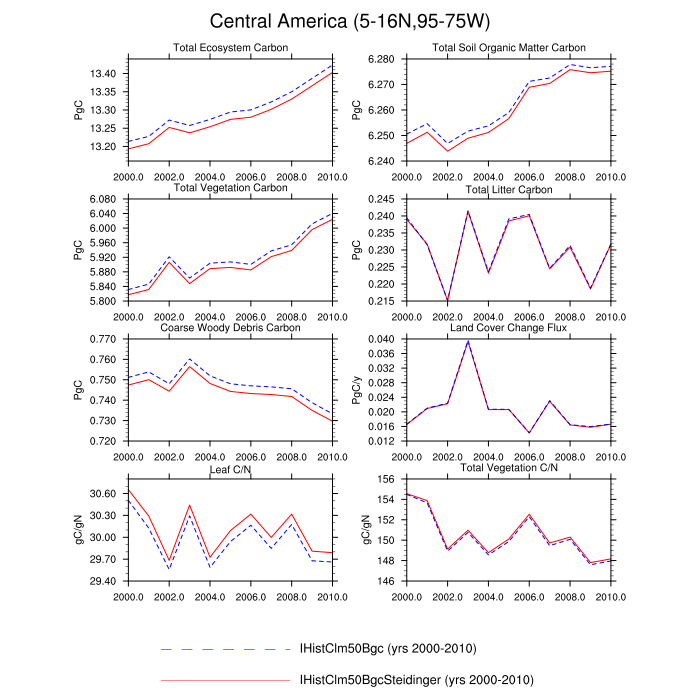 Central America (5-16N,95-75W)
Total Ecosystem Carbon
PgC
13.40
13.35
13.30
13.25
13.20
2000.0 2002.0 2004.0 2006.0 2008.0 2010.0
Total Soil Organic Matter Carbon
PgC
6.280
6.270
6.260
6.250
6.240
2000.0 2002.0 2004.0 2006.0 2008.0 2010.0
Total Vegetation Carbon
PgC
6.080
6.040
6.000
5.960
5.920
5.880
5.840
5.800
2000.0 2002.0 2004.0 2006.0 2008.0 2010.0
Total Litter Carbon
PgC
0.245
0.240
0.235
0.230
0.225
0.220
0.215
2000.0 2002.0 2004.0 2006.0 2008.0 2010.0
Coarse Woody Debris Carbon
PgC
0.770
0.760
0.750
0.740
0.730
0.720
2000.0 2002.0 2004.0 2006.0 2008.0 2010.0
Land Cover Change Flux
PgC/y
0.040
0.036
0.032
0.028
0.024
0.020
0.016
0.012
2000.0 2002.0 2004.0 2006.0 2008.0 2010.0
Leaf C/N
gC/gN
30.60
30.30
30.00
29.70
29.40
2000.0 2002.0 2004.0 2006.0 2008.0 2010.0
Total Vegetation C/N
gC/gN
156
154
152
150
148
146
2000.0 2002.0 2004.0 2006.0 2008.0 2010.0
IHistClm50Bgc (yrs 2000-2010)
IHistClm50BgcSteidinger (yrs 2000-2010)